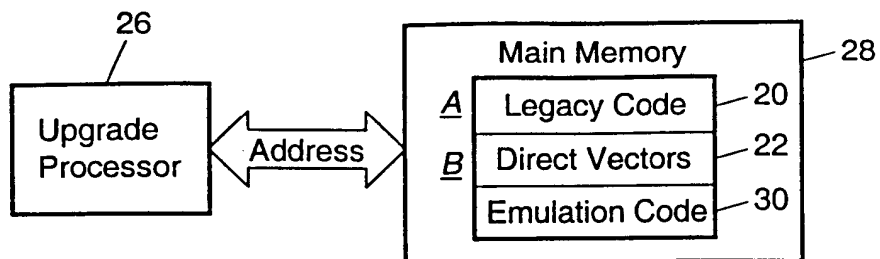 26
Main Memory
28
A
Legacy Code
20
Upgrade
Processor
Address
B
Direct Vectors
22
Emulation Code
30